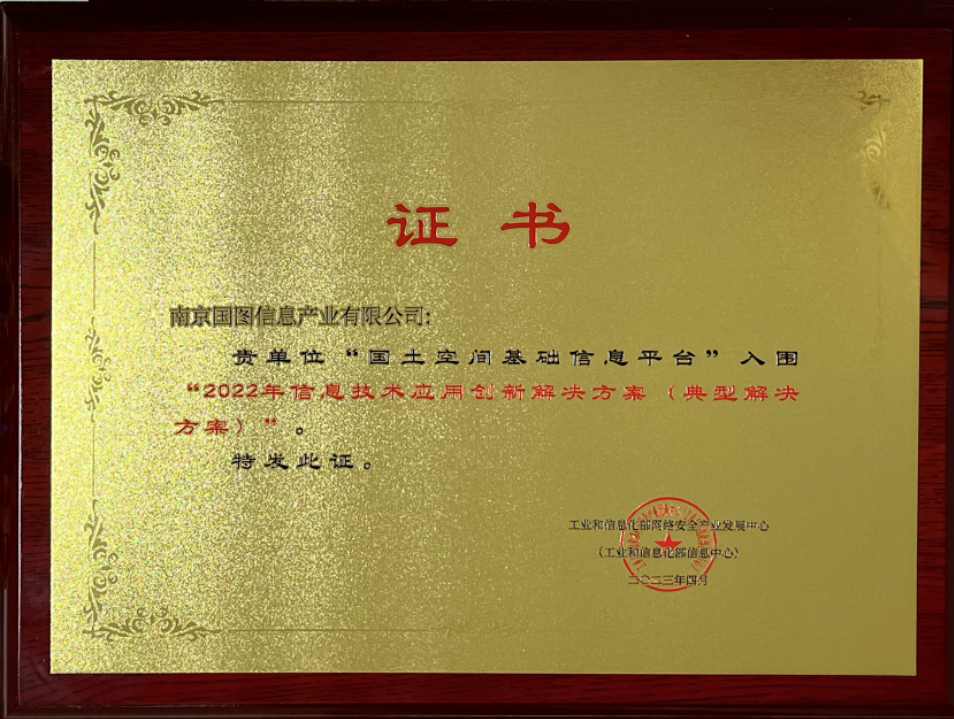 证书
南京国图信息产业有限公司:
贵单位“国土空间基础信息平台”入围
“2022年信息技术应用创新解决方案（典型解决
方案）”。
特发此证。
工业和信息化部网络安全产业发展中心
（工业和信息化部信息中心）
二〇二三年四月